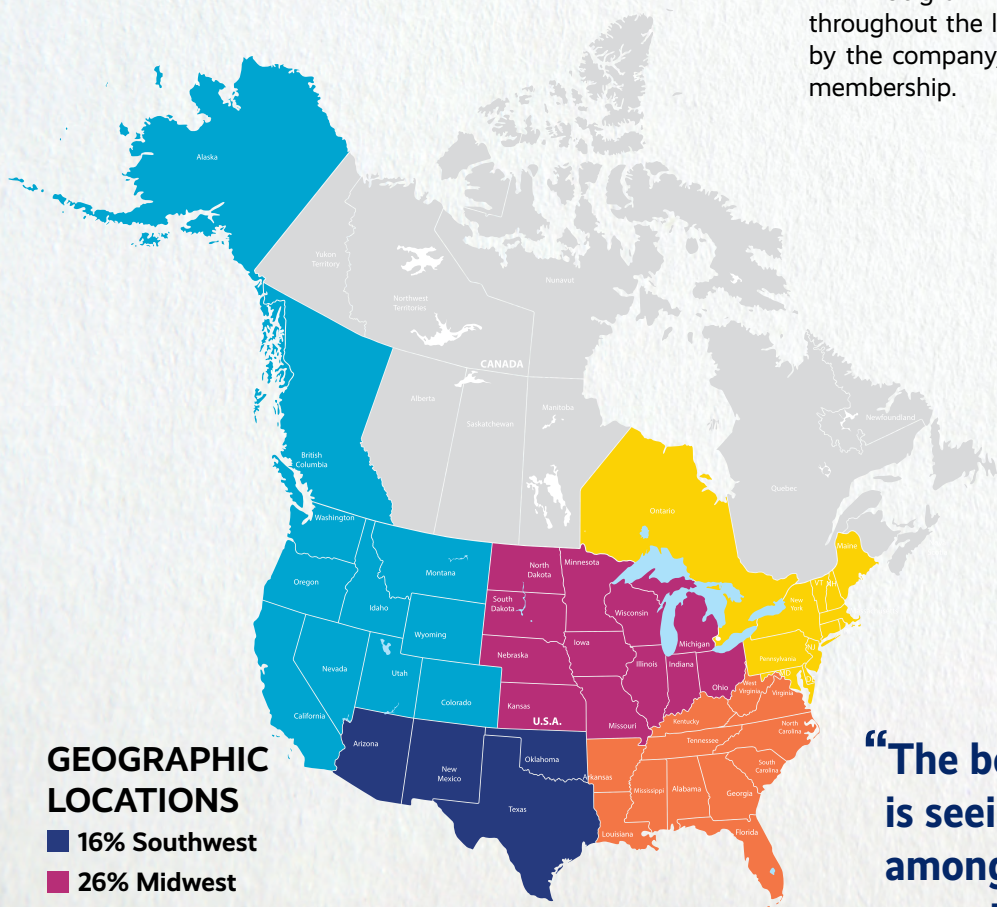 throughout the
by the company,
membership.
Alaska
Yukon
Territory
Northwest
Territories
Nunavut
CANADA
Alberta
Saskatchewan
Manitoba
Newfoundland
British
Columbia
Ontario
Quebec
Washington
Oregon
Idaho
Montana
Wyoming
Nevada
Utah
Colorado
California
North
Dakota
South
Dakota
Nebraska
Kansas
U.S.A.
Minnesota
Iowa
Missouri
Wisconsin
Illinois
Indiana
Michigan
Ohio
Maine
VT
NH
New
York
Pennsylvania
NJ
MD
West
Virginia
Virginia
Kentucky
North
Carolina
Tennessee
South
Carolina
Arkansas
Mississippi
Alabama
Georgia
Louisiana
Florida
Arizona
New
Mexico
Oklahoma
Texas
GEOGRAPHIC
LOCATIONS
16% Southwest
26% Midwest
“The
is